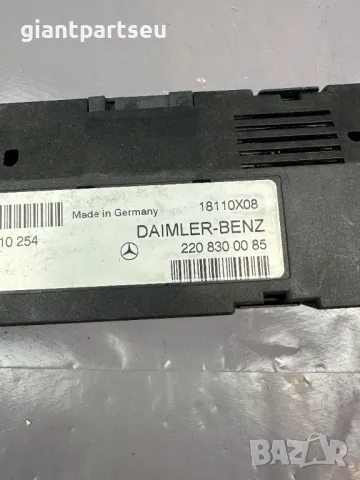 giantpartseu
Made in Germany
18110X08
10 254
DAIMLER-BENZ
220 830 00 85
BAZAR